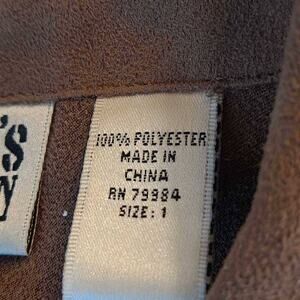 'S
Y
100% POLYESTER
MADE IN
CHINA
RN 79984
SIZE: 1